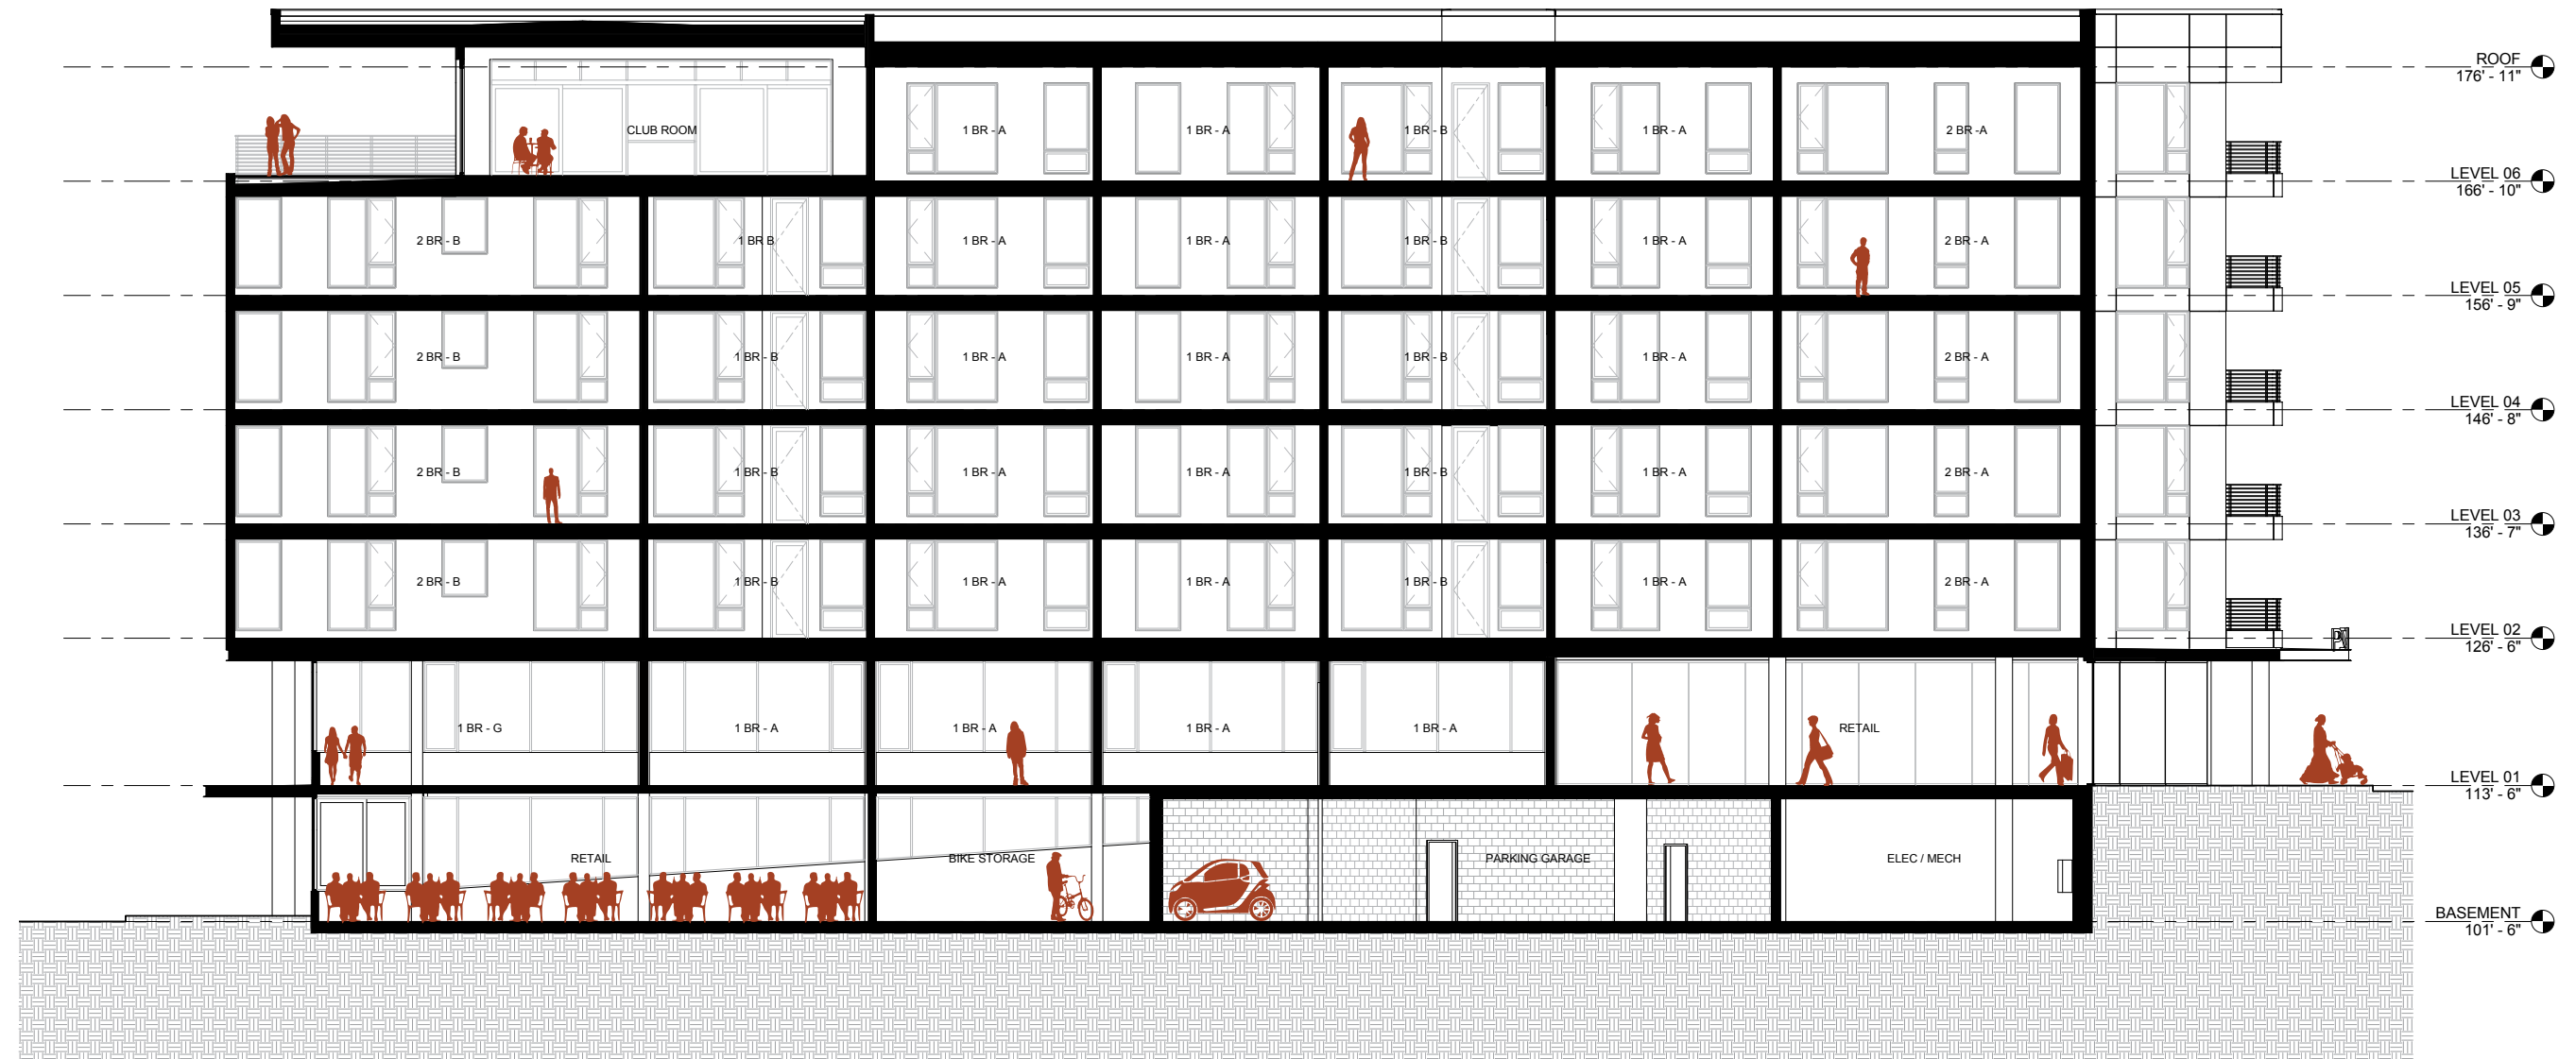 ROOF
176' - 11"
CLUB ROOM
1 BR - A
1 BR - A
1 BR - B
1 BR - A
2 BR -A
LEVEL 06
166' - 10"
2 BR - B
1 BR B
1 BR - A
1 BR - A
1 BR - B
1 BR - A
2 BR - A
LEVEL 05
156' - 9"
2 BR - B
1 BR - B
1 BR - A
1 BR - A
1 BR - B
1 BR - A
2 BR - A
LEVEL 04
146' - 8"
2 BR - B
1 BR - B
1 BR - A
1 BR - A
1 BR - B
1 BR - A
2 BR - A
LEVEL 03
136' - 7"
2 BR - B
1 BR - B
1 BR - A
1 BR - A
1 BR - B
1 BR - A
2 BR - A
LEVEL 02
126' - 6"
1 BR - G
1 BR - A
1 BR - A
1 BR - A
1 BR - A
RETAIL
LEVEL 01
113' - 6"
RETAIL
BIKE STORAGE
PARKING GARAGE
ELEC / MECH
BASEMENT
101' - 6"